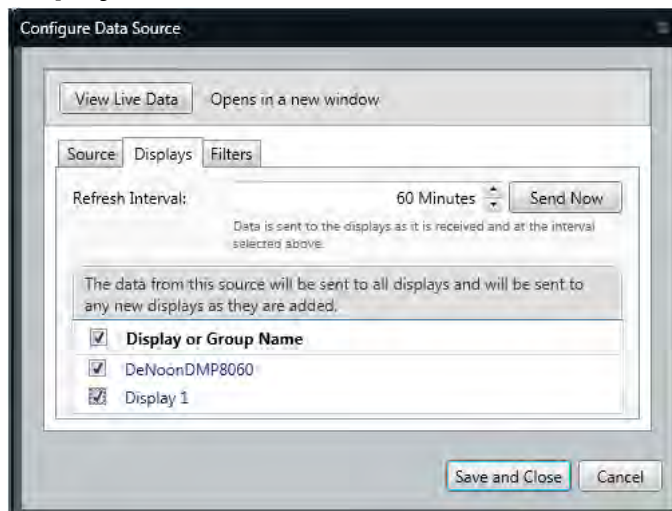 Configure Data Source
View Live Data Opens in a new window
Source Displays Filters
Refresh Interval: 60 Minutes Send Now
Data is sent to the displays as it is received and at the interval
selected above.
The data from this source will be sent to all displays and will be sent to
any new displays as they are added.
Display or Group Name
DeNoonDMP8060
Display 1
Save and Close Cancel